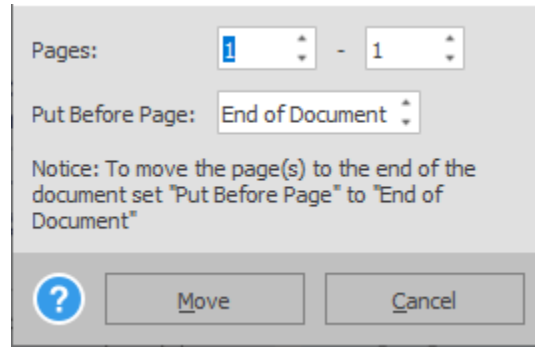 Pages: 1 - 1
Put Before Page: End of Document
Notice: To move the page(s) to the end of the
document set "Put Before Page" to "End of
Document"
? Move Cancel